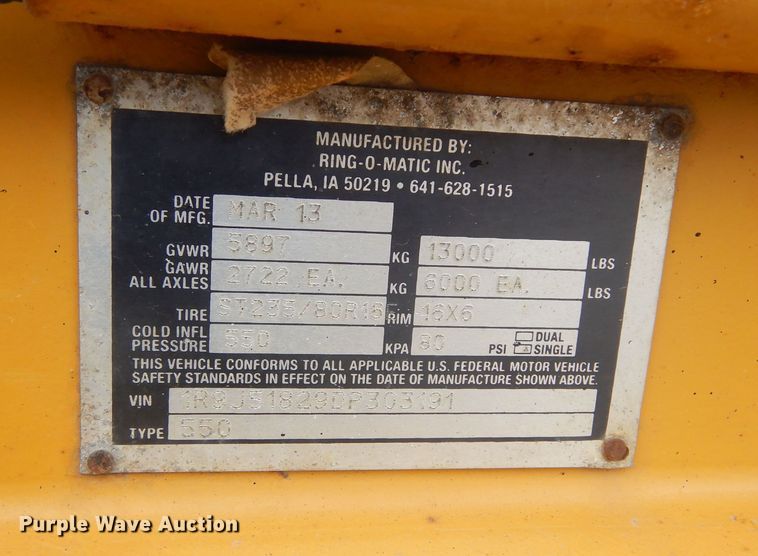 MANUFACTURED BY:
RING-O-MATIC INC.
PELLA, IA 50219 • 641-628-1515
DATE OF MFG. MAR 13
GVWR 5897 KG 13000 LBS
GAWR ALL AXLES 2722 EA. KG 6000 EA. LBS
TIRE RIM 16X6
COLD INFL PRESSURE 550 KPA 80 PSI DUAL SINGLE
THIS VEHICLE CONFORMS TO ALL APPLICABLE U.S. FEDERAL MOTOR VEHICLE
SAFETY STANDARDS IN EFFECT ON THE DATE OF MANUFACTURE SHOWN ABOVE.
VIN
TYPE 550
Purple Wave Auction